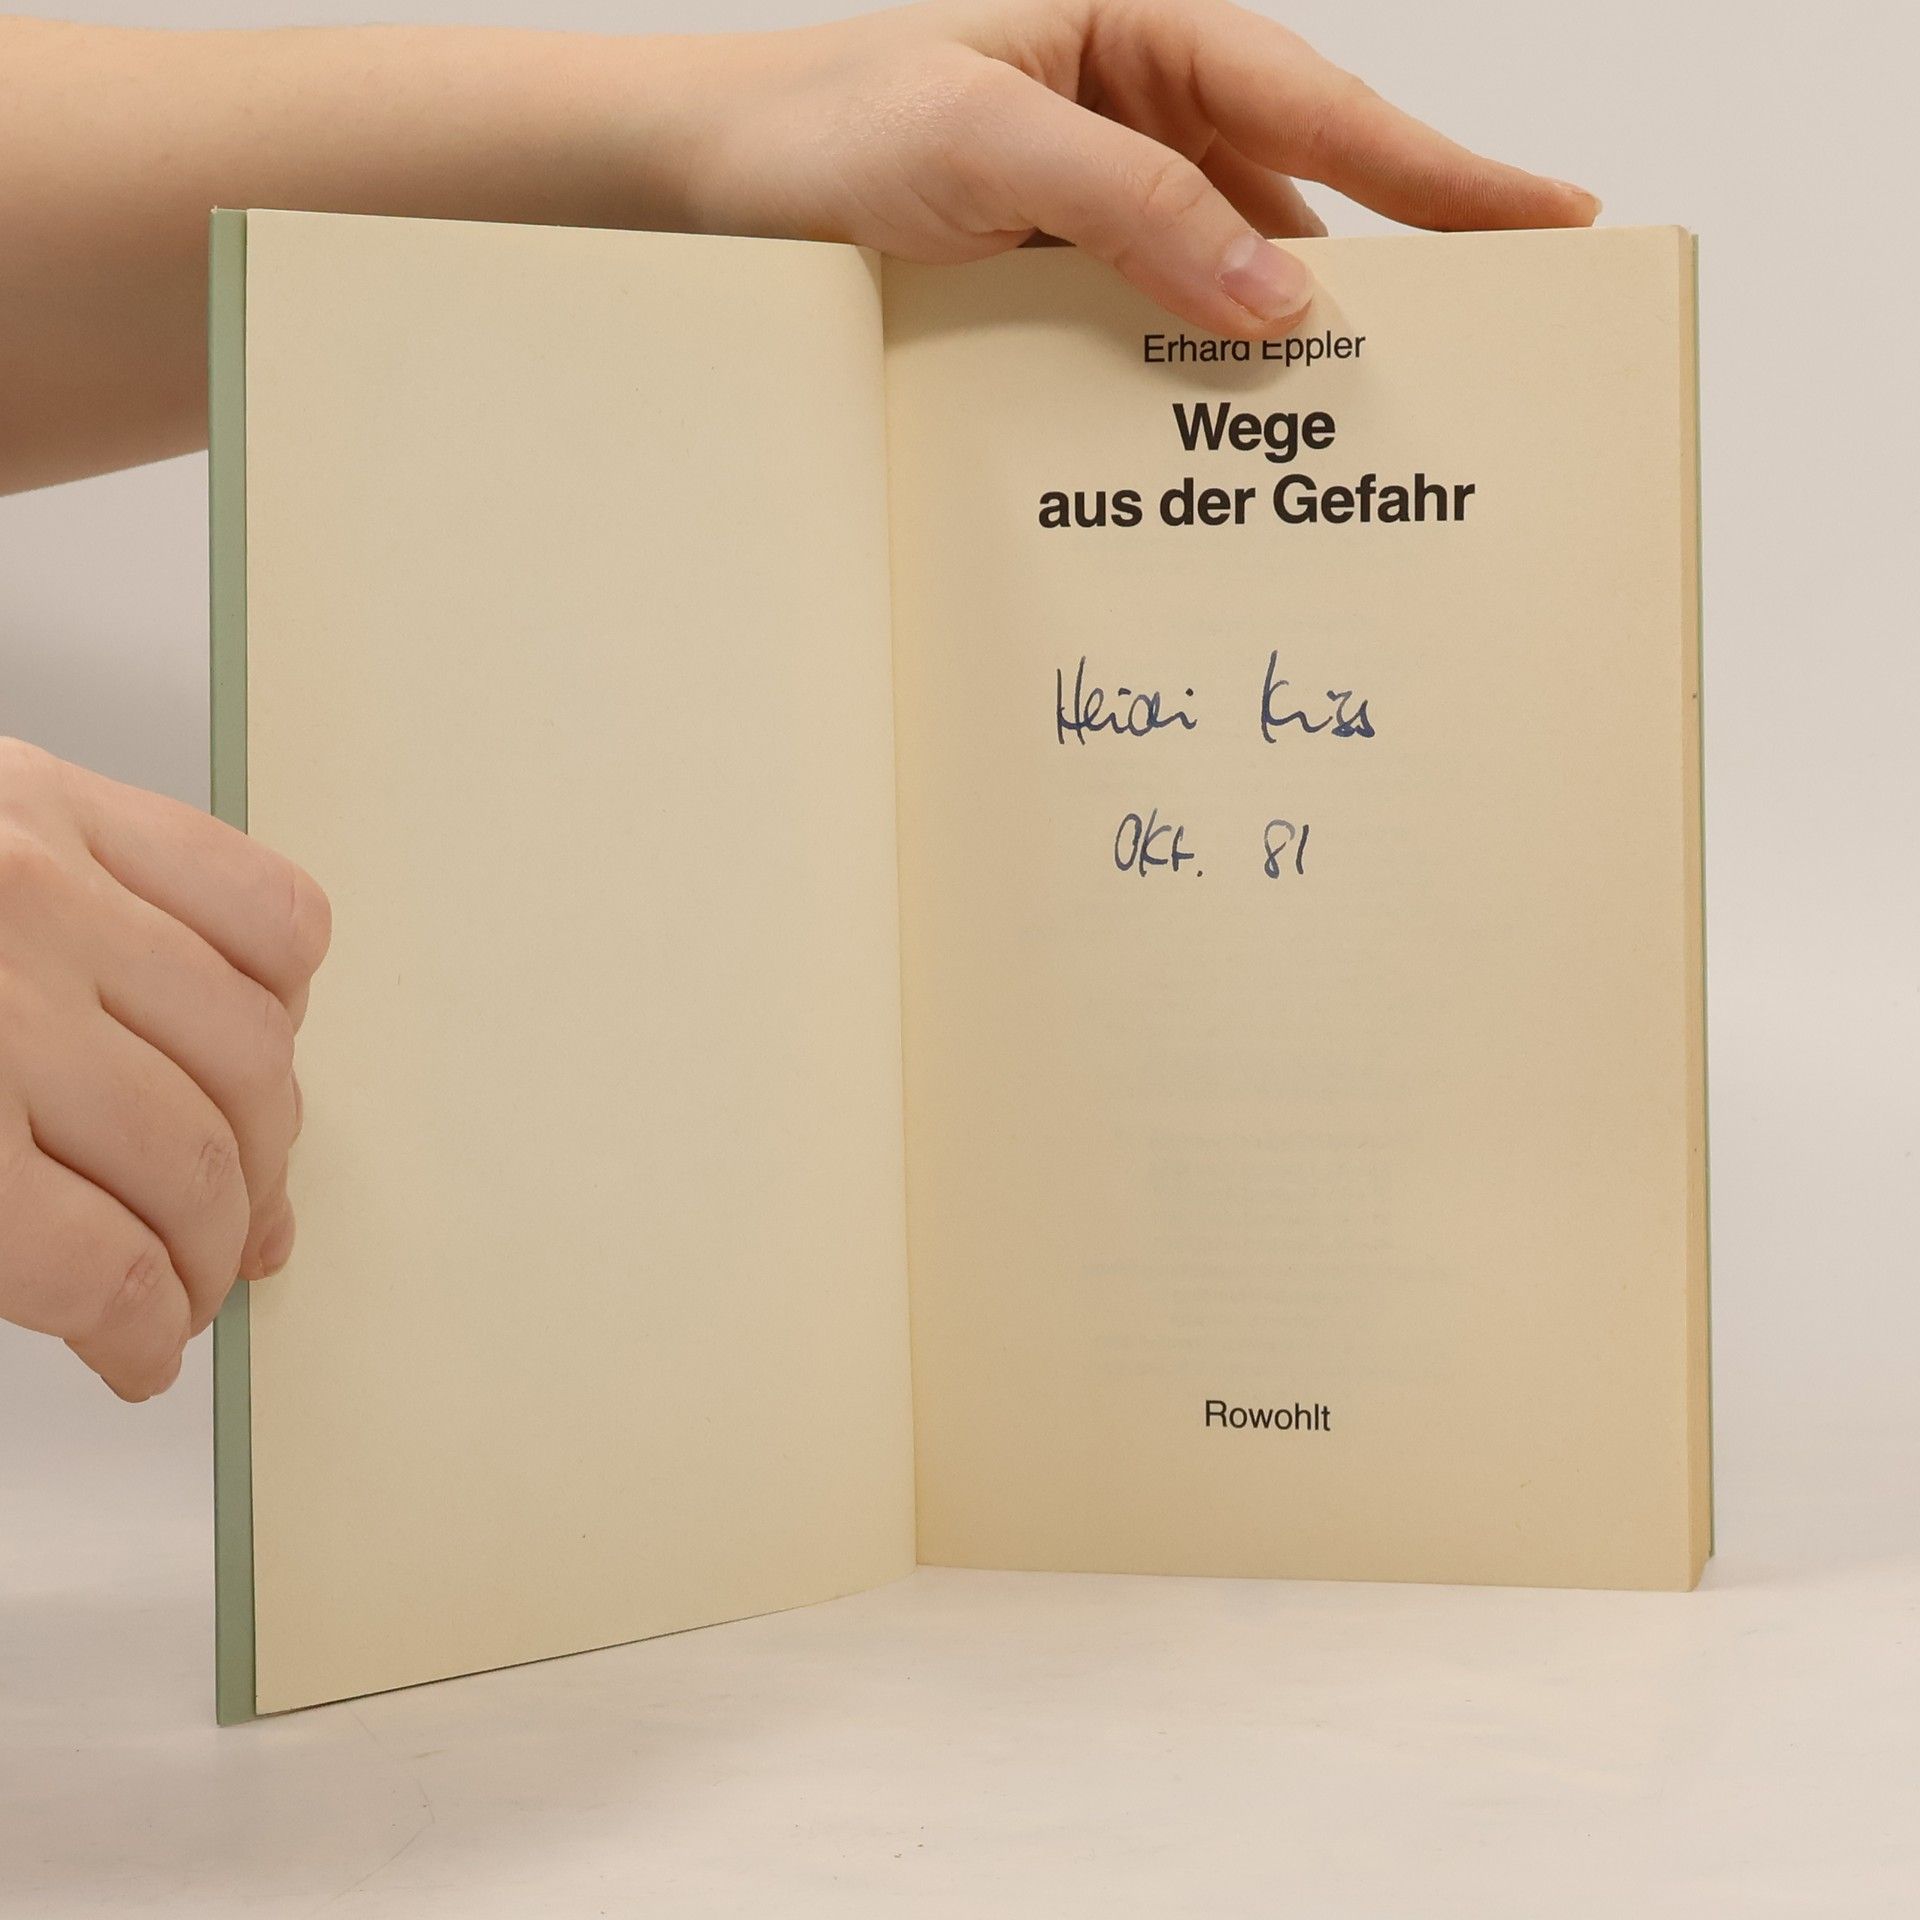 Erhard Eppler
Wege
aus der Gefahr
Heidi
Okt. 81
Rowohlt